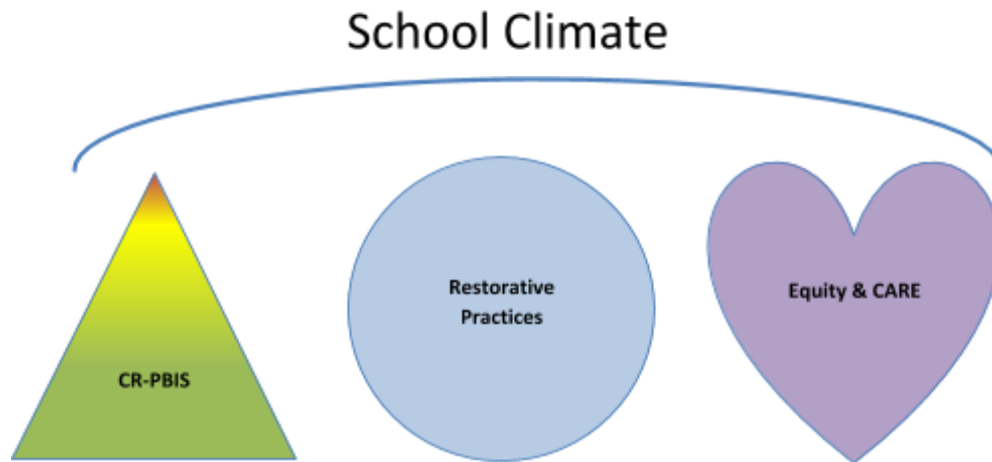 School Climate
CR-PBIS
Restorative
Practices
Equity & CARE